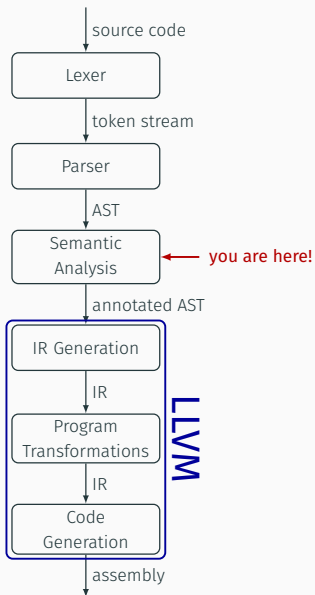 source code
Lexer
token stream
Parser
AST
Semantic
Analysis
you are here!
annotated AST
IR Generation
IR
Program
Transformations
LLVM
IR
Code
Generation
assembly